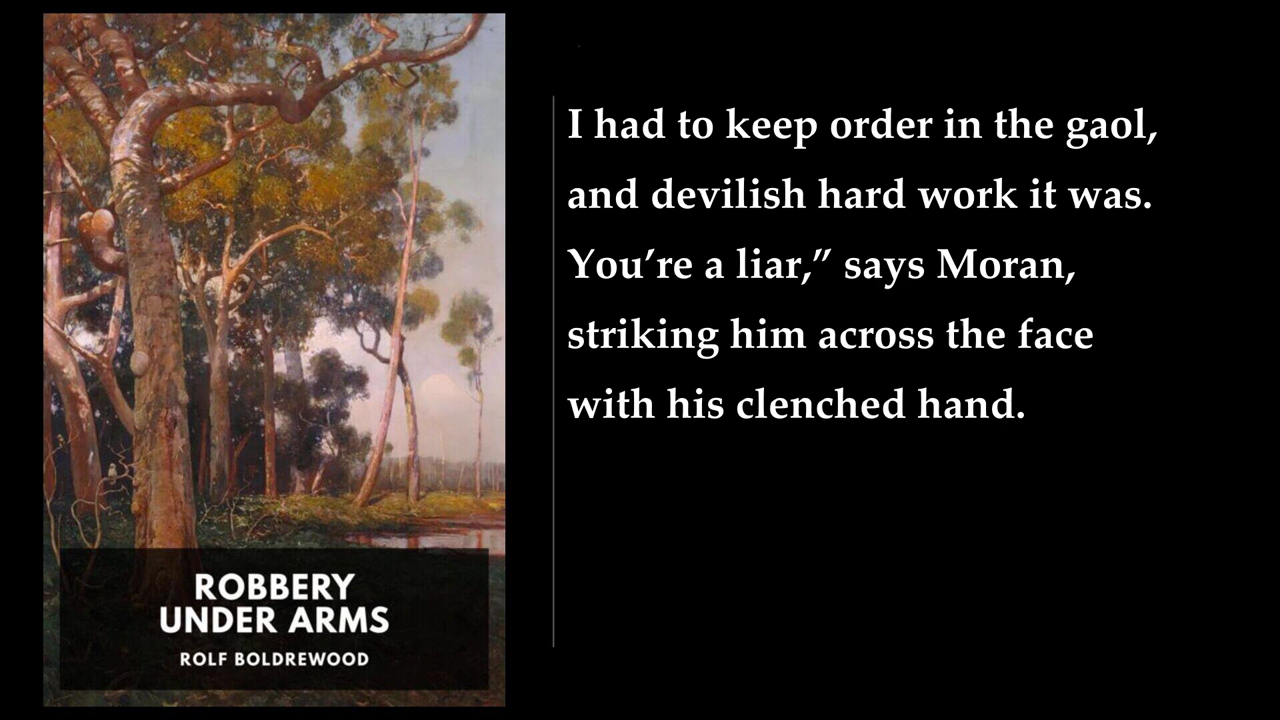 I had to keep order in the gaol,
and devilish hard work it was.
You’re a liar,” says Moran,
striking him across the face
with his clenched hand.
ROBBERY
UNDER ARMS
ROLF BOLDREWOOD